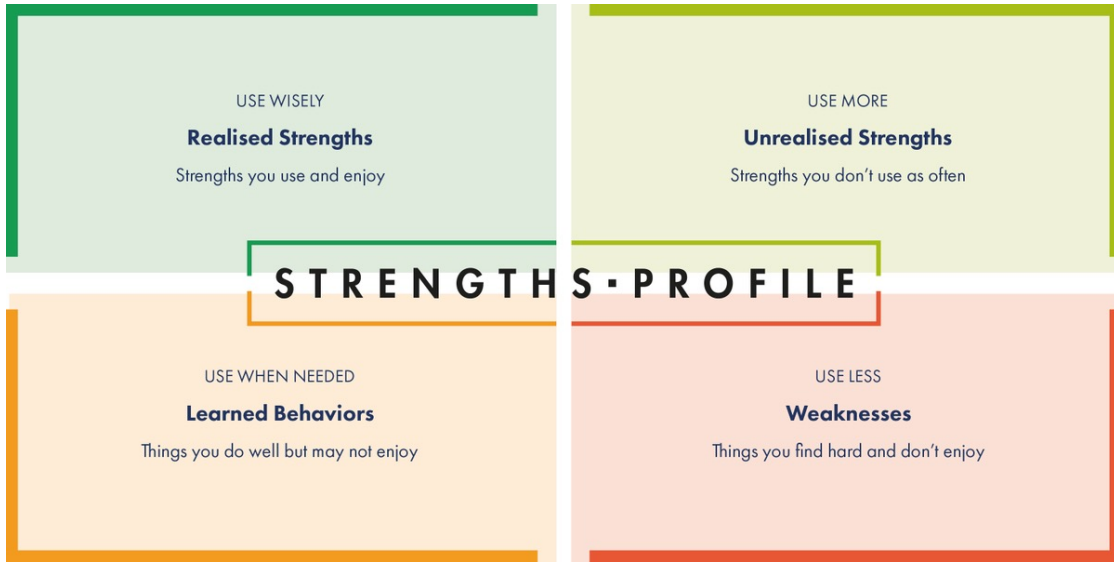 USE WISELY
Realised Strengths
Strengths you use and enjoy
USE MORE
Unrealised Strengths
Strengths you don’t use as often
STRENGTHS▪PROFILE
USE WHEN NEEDED
Learned Behaviors
Things you do well but may not enjoy
USE LESS
Weaknesses
Things you find hard and don’t enjoy